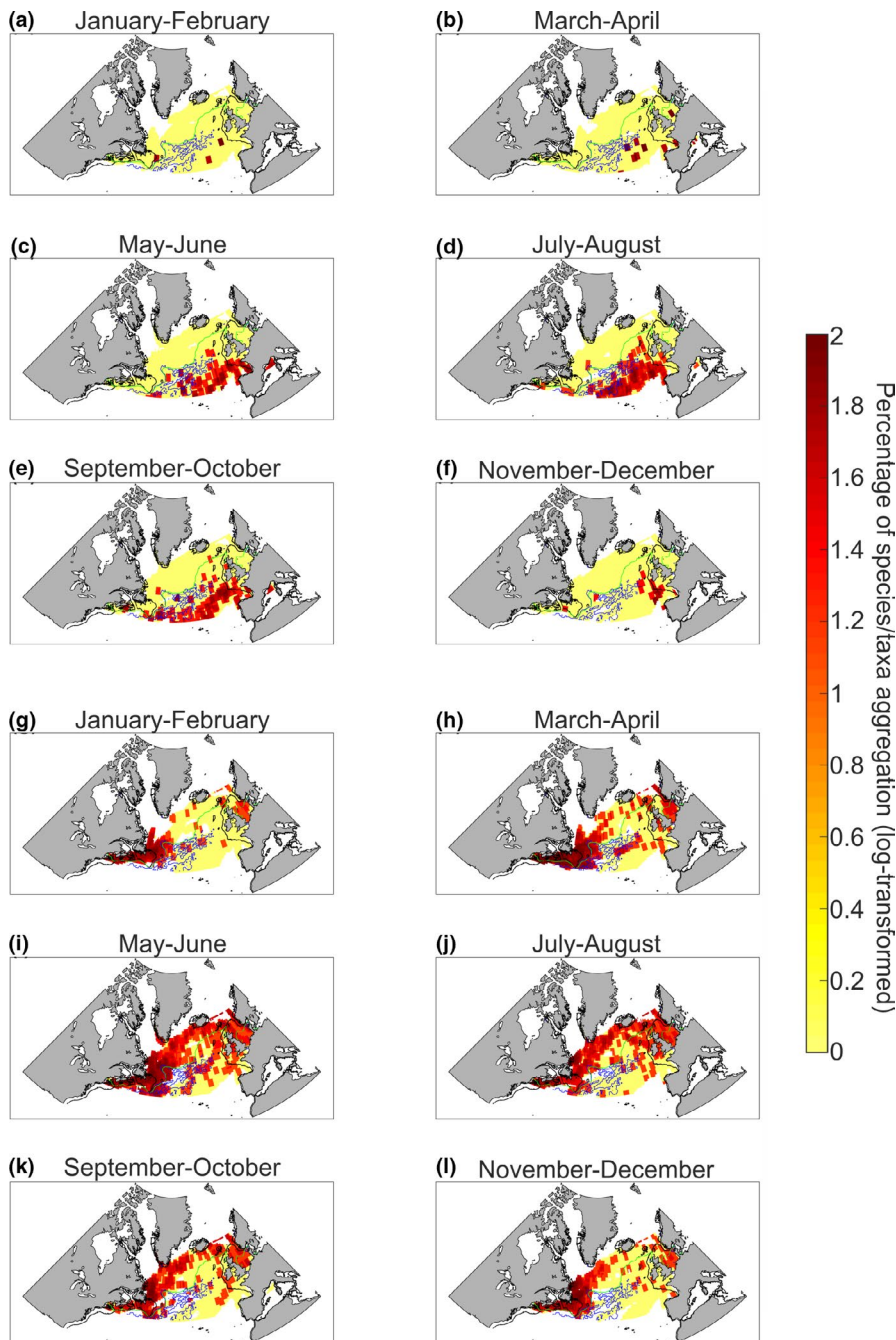 (a) January-February
(b) March-April
(c) May-June
(d) July-August
(e) September-October
(f) November-December
(g) January-February
(h) March-April
(i) May-June
(j) July-August
(k) September-October
(l) November-December
2
1.8
1.6
1.4
1.2
1
0.8
0.6
0.4
0.2
0
Percentage of species/taxa aggregation (log-transformed)